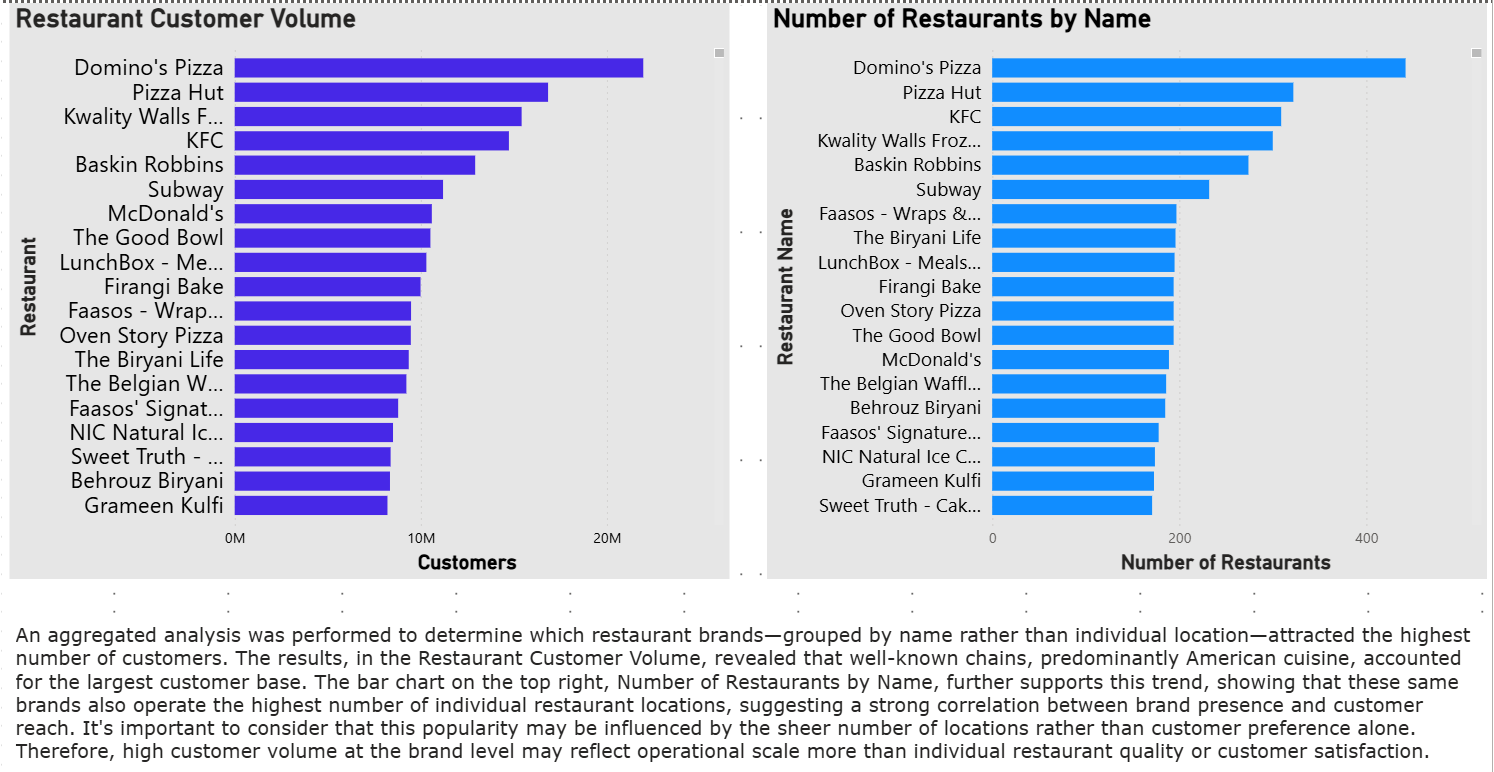 Restaurant Customer Volume
Domino's Pizza
Pizza Hut
Kwality Walls F...
KFC
Baskin Robbins
Subway
McDonald's
The Good Bowl
LunchBox - Me...
Firangi Bake
Faasos - Wrap...
Oven Story Pizza
The Biryani Life
The Belgian W...
Faasos' Signat...
NIC Natural Ic...
Sweet Truth - ...
Behrouz Biryani
Grameen Kulfi
Restaurant
0M 10M 20M
Customers
Number of Restaurants by Name
Domino's Pizza
Pizza Hut
KFC
Kwality Walls Froz...
Baskin Robbins
Subway
Faasos - Wraps &...
The Biryani Life
LunchBox - Meals...
Firangi Bake
Oven Story Pizza
The Good Bowl
McDonald's
The Belgian Waffl...
Behrouz Biryani
Faasos' Signature...
NIC Natural Ice C...
Grameen Kulfi
Sweet Truth - Cak...
Restaurant Name
0 200 400
Number of Restaurants
An aggregated analysis was performed to determine which restaurant brands—grouped by name rather than individual location—attracted the highest
number of customers. The results, in the Restaurant Customer Volume, revealed that well-known chains, predominantly American cuisine, accounted
for the largest customer base. The bar chart on the top right, Number of Restaurants by Name, further supports this trend, showing that these same
brands also operate the highest number of individual restaurant locations, suggesting a strong correlation between brand presence and customer
reach. It's important to consider that this popularity may be influenced by the sheer number of locations rather than customer preference alone.
Therefore, high customer volume at the brand level may reflect operational scale more than individual restaurant quality or customer satisfaction.